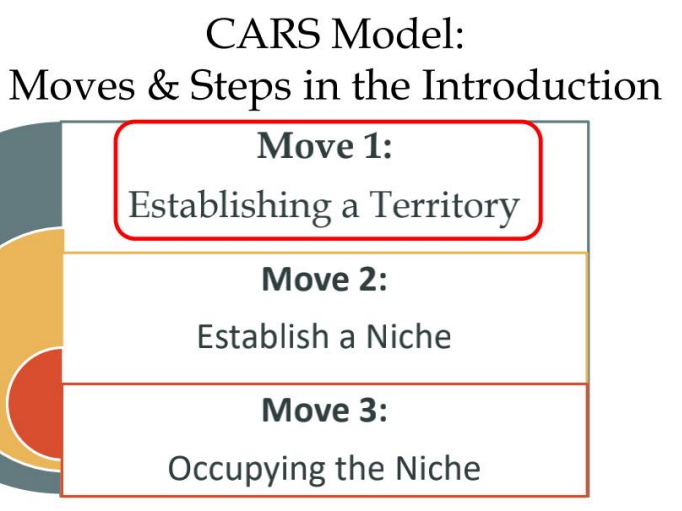 CARS Model:
Moves & Steps in the Introduction
Move 1:
Establishing a Territory
Move 2:
Establish a Niche
Move 3:
Occupying the Niche